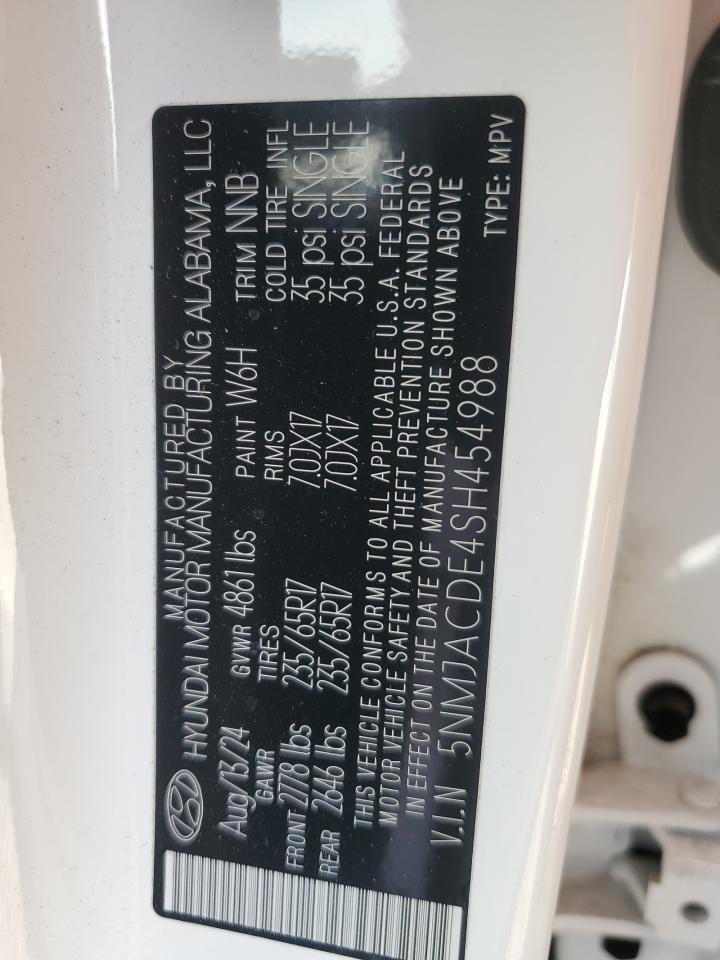 MANUFACTURED BY
HYUNDAI MOTOR MANUFACTURING ALABAMA, LLC
Aug/13/24 GVWR 4861 lbs PAINT W6H TRIM NNB
GAWR TIRES RIMS COLD TIRE INFL
FRONT 2778 lbs 235/65R17 7.0JX17 35 psi SINGLE
REAR 2646 lbs 235/65R17 7.0JX17 35 psi SINGLE
THIS VEHICLE CONFORMS TO ALL APPLICABLE U.S.A. FEDERAL
MOTOR VEHICLE SAFETY AND THEFT PREVENTION STANDARDS
IN EFFECT ON THE DATE OF MANUFACTURE SHOWN ABOVE
V.I.N 5NMJACDE4SH454988
TYPE: MPV